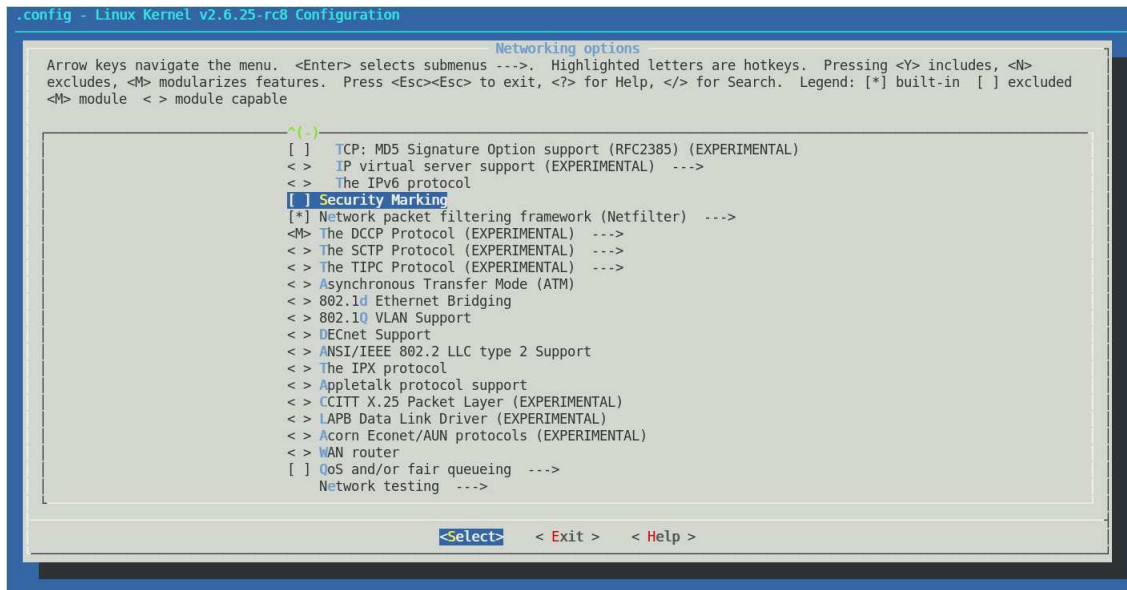 .config - Linux Kernel v2.6.25-rc8 Configuration
Networking options
Arrow keys navigate the menu.  <Enter> selects submenus --->.  Highlighted letters are hotkeys.  Pressing <Y> includes, <N>
excludes, <M> modularizes features.  Press <Esc><Esc> to exit, <?> for Help, </> for Search.  Legend: [*] built-in  [ ] excluded
<M> module  < > module capable
^(-)
[ ]   TCP: MD5 Signature Option support (RFC2385) (EXPERIMENTAL)
< >   IP virtual server support (EXPERIMENTAL)  --->
< >   The IPv6 protocol
[ ] Security Marking
[*] Network packet filtering framework (Netfilter)  --->
<M> The DCCP Protocol (EXPERIMENTAL)  --->
< > The SCTP Protocol (EXPERIMENTAL)  --->
< > The TIPC Protocol (EXPERIMENTAL)  --->
< > Asynchronous Transfer Mode (ATM)
< > 802.1d Ethernet Bridging
< > 802.1Q VLAN Support
< > DECnet Support
< > ANSI/IEEE 802.2 LLC type 2 Support
< > The IPX protocol
< > Appletalk protocol support
< > CCITT X.25 Packet Layer (EXPERIMENTAL)
< > LAPB Data Link Driver (EXPERIMENTAL)
< > Acorn Econet/AUN protocols (EXPERIMENTAL)
< > WAN router
[ ] QoS and/or fair queueing  --->
Network testing  --->
<Select>    < Exit >    < Help >